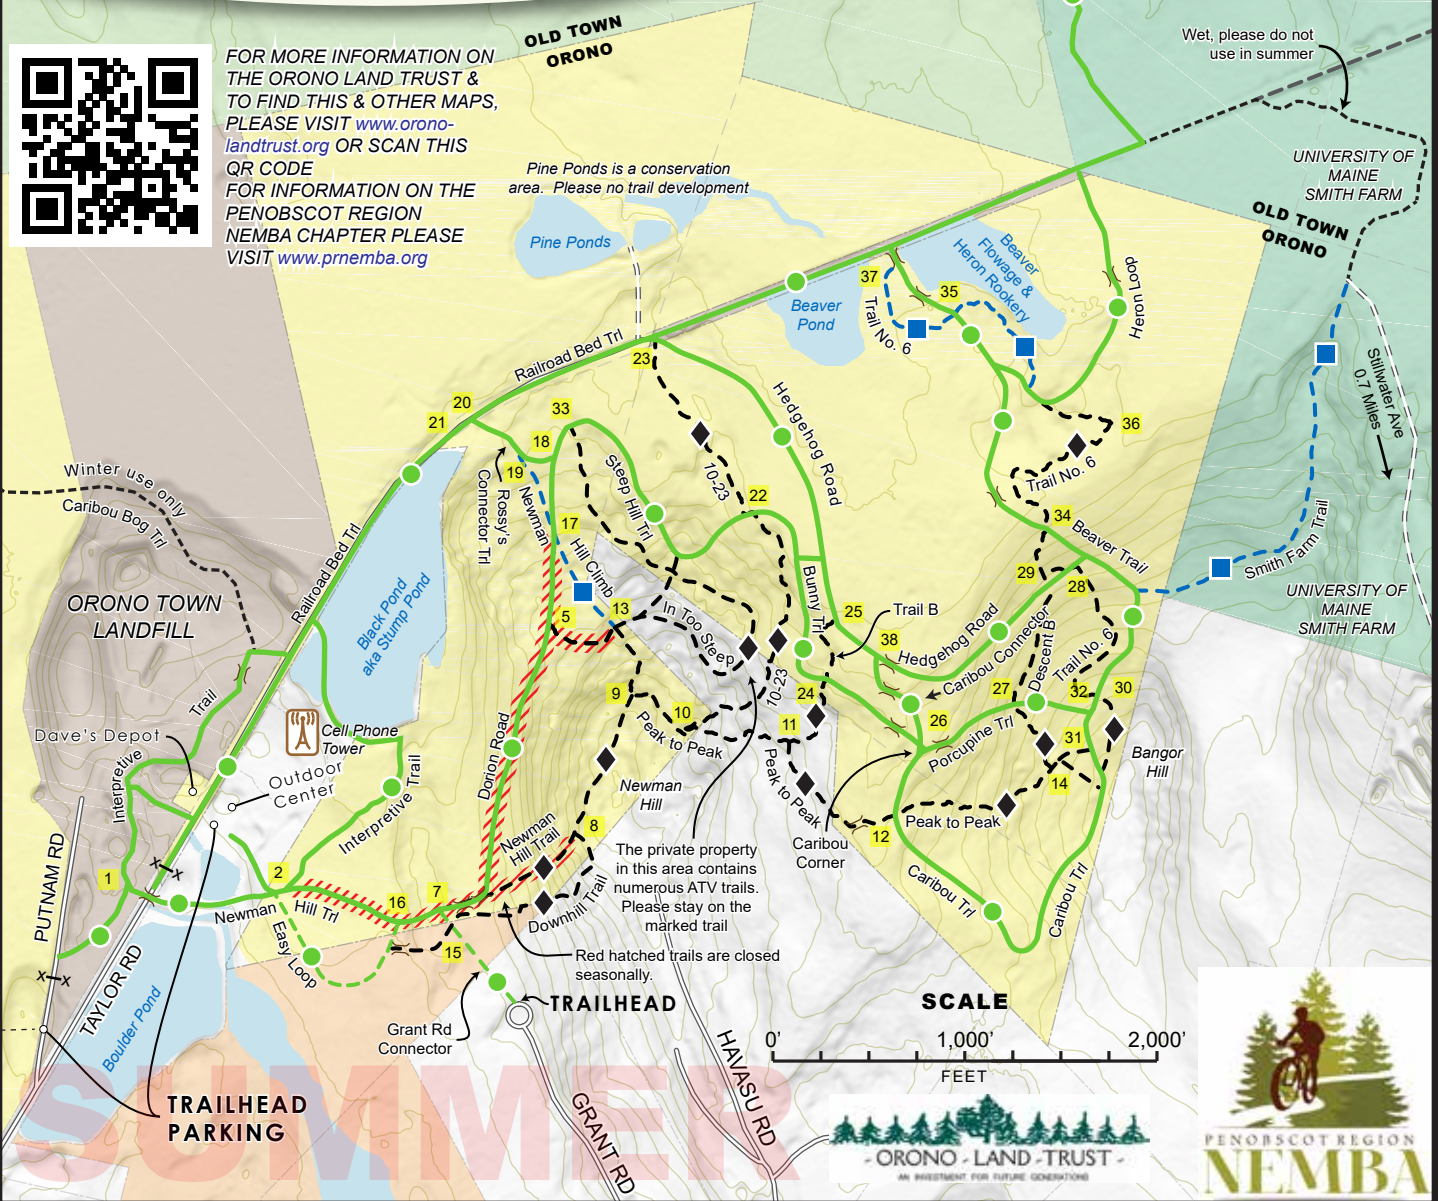 OLD TOWN
ORONO
Wet, please do not
use in summer
FOR MORE INFORMATION ON
THE ORONO LAND TRUST &
TO FIND THIS & OTHER MAPS,
PLEASE VISIT www.orono-
landtrust.org OR SCAN THIS
QR CODE
FOR INFORMATION ON THE
PENOBSCOT REGION
NEMBA CHAPTER PLEASE
VISIT www.prnemba.org
Pine Ponds is a conservation
area. Please no trail development
Pine Ponds
UNIVERSITY OF
MAINE
SMITH FARM
OLD TOWN
ORONO
Beaver
Flowage &
Heron Rookery
Heron Loop
37
35
Beaver
Pond
Trail No. 6
Railroad Bed Trl
23
Stillwater Ave
0.7 Miles
20
21
33
18
19
Hedgehog Road
36
Trail No. 6
Winter use only
Caribou Bog Trl
Rossy's
Connector Trl
Newman
Hill Climb
Steep Hill Trl
10-23
22
17
34
Beaver Trail
Smith Farm Trail
Railroad Bed Trl
29
28
ORONO TOWN
LANDFILL
Black Pond
aka Stump Pond
5
13
In Too Steep
Bunny Trl
25
Trail B
38
Hedgehog Road
Caribou Connector
Descent B
Trail No. 6
UNIVERSITY OF
MAINE
SMITH FARM
Trail
9
10
10-23
24
27
32
30
Dave's Depot
Cell Phone
Tower
Dorion Road
Peak to Peak
11
26
Porcupine Trl
31
Bangor
Hill
Interpretive
Outdoor
Center
Interpretive Trail
Newman
Hill
Peak to Peak
14
Peak to Peak
12
Caribou
Corner
PUTNAM RD
8
Newman
Hill Trail
The private property
in this area contains
numerous ATV trails.
Please stay on the
marked trail
1
2
16
7
Newman Hill Trl
Downhill Trail
Caribou Trl
Caribou Trl
Easy Loop
15
Red hatched trails are closed
seasonally.
X-X
X-X
TAYLOR RD
Boulder Pond
TRAILHEAD
Grant Rd
Connector
SCALE
0'
1,000'
2,000'
FEET
HAVASU RD
GRANT RD
TRAILHEAD
PARKING
SUMMER
- ORONO - LAND - TRUST -
AN INVESTMENT FOR FUTURE GENERATIONS
PENOBSCOT REGION
NEMBA